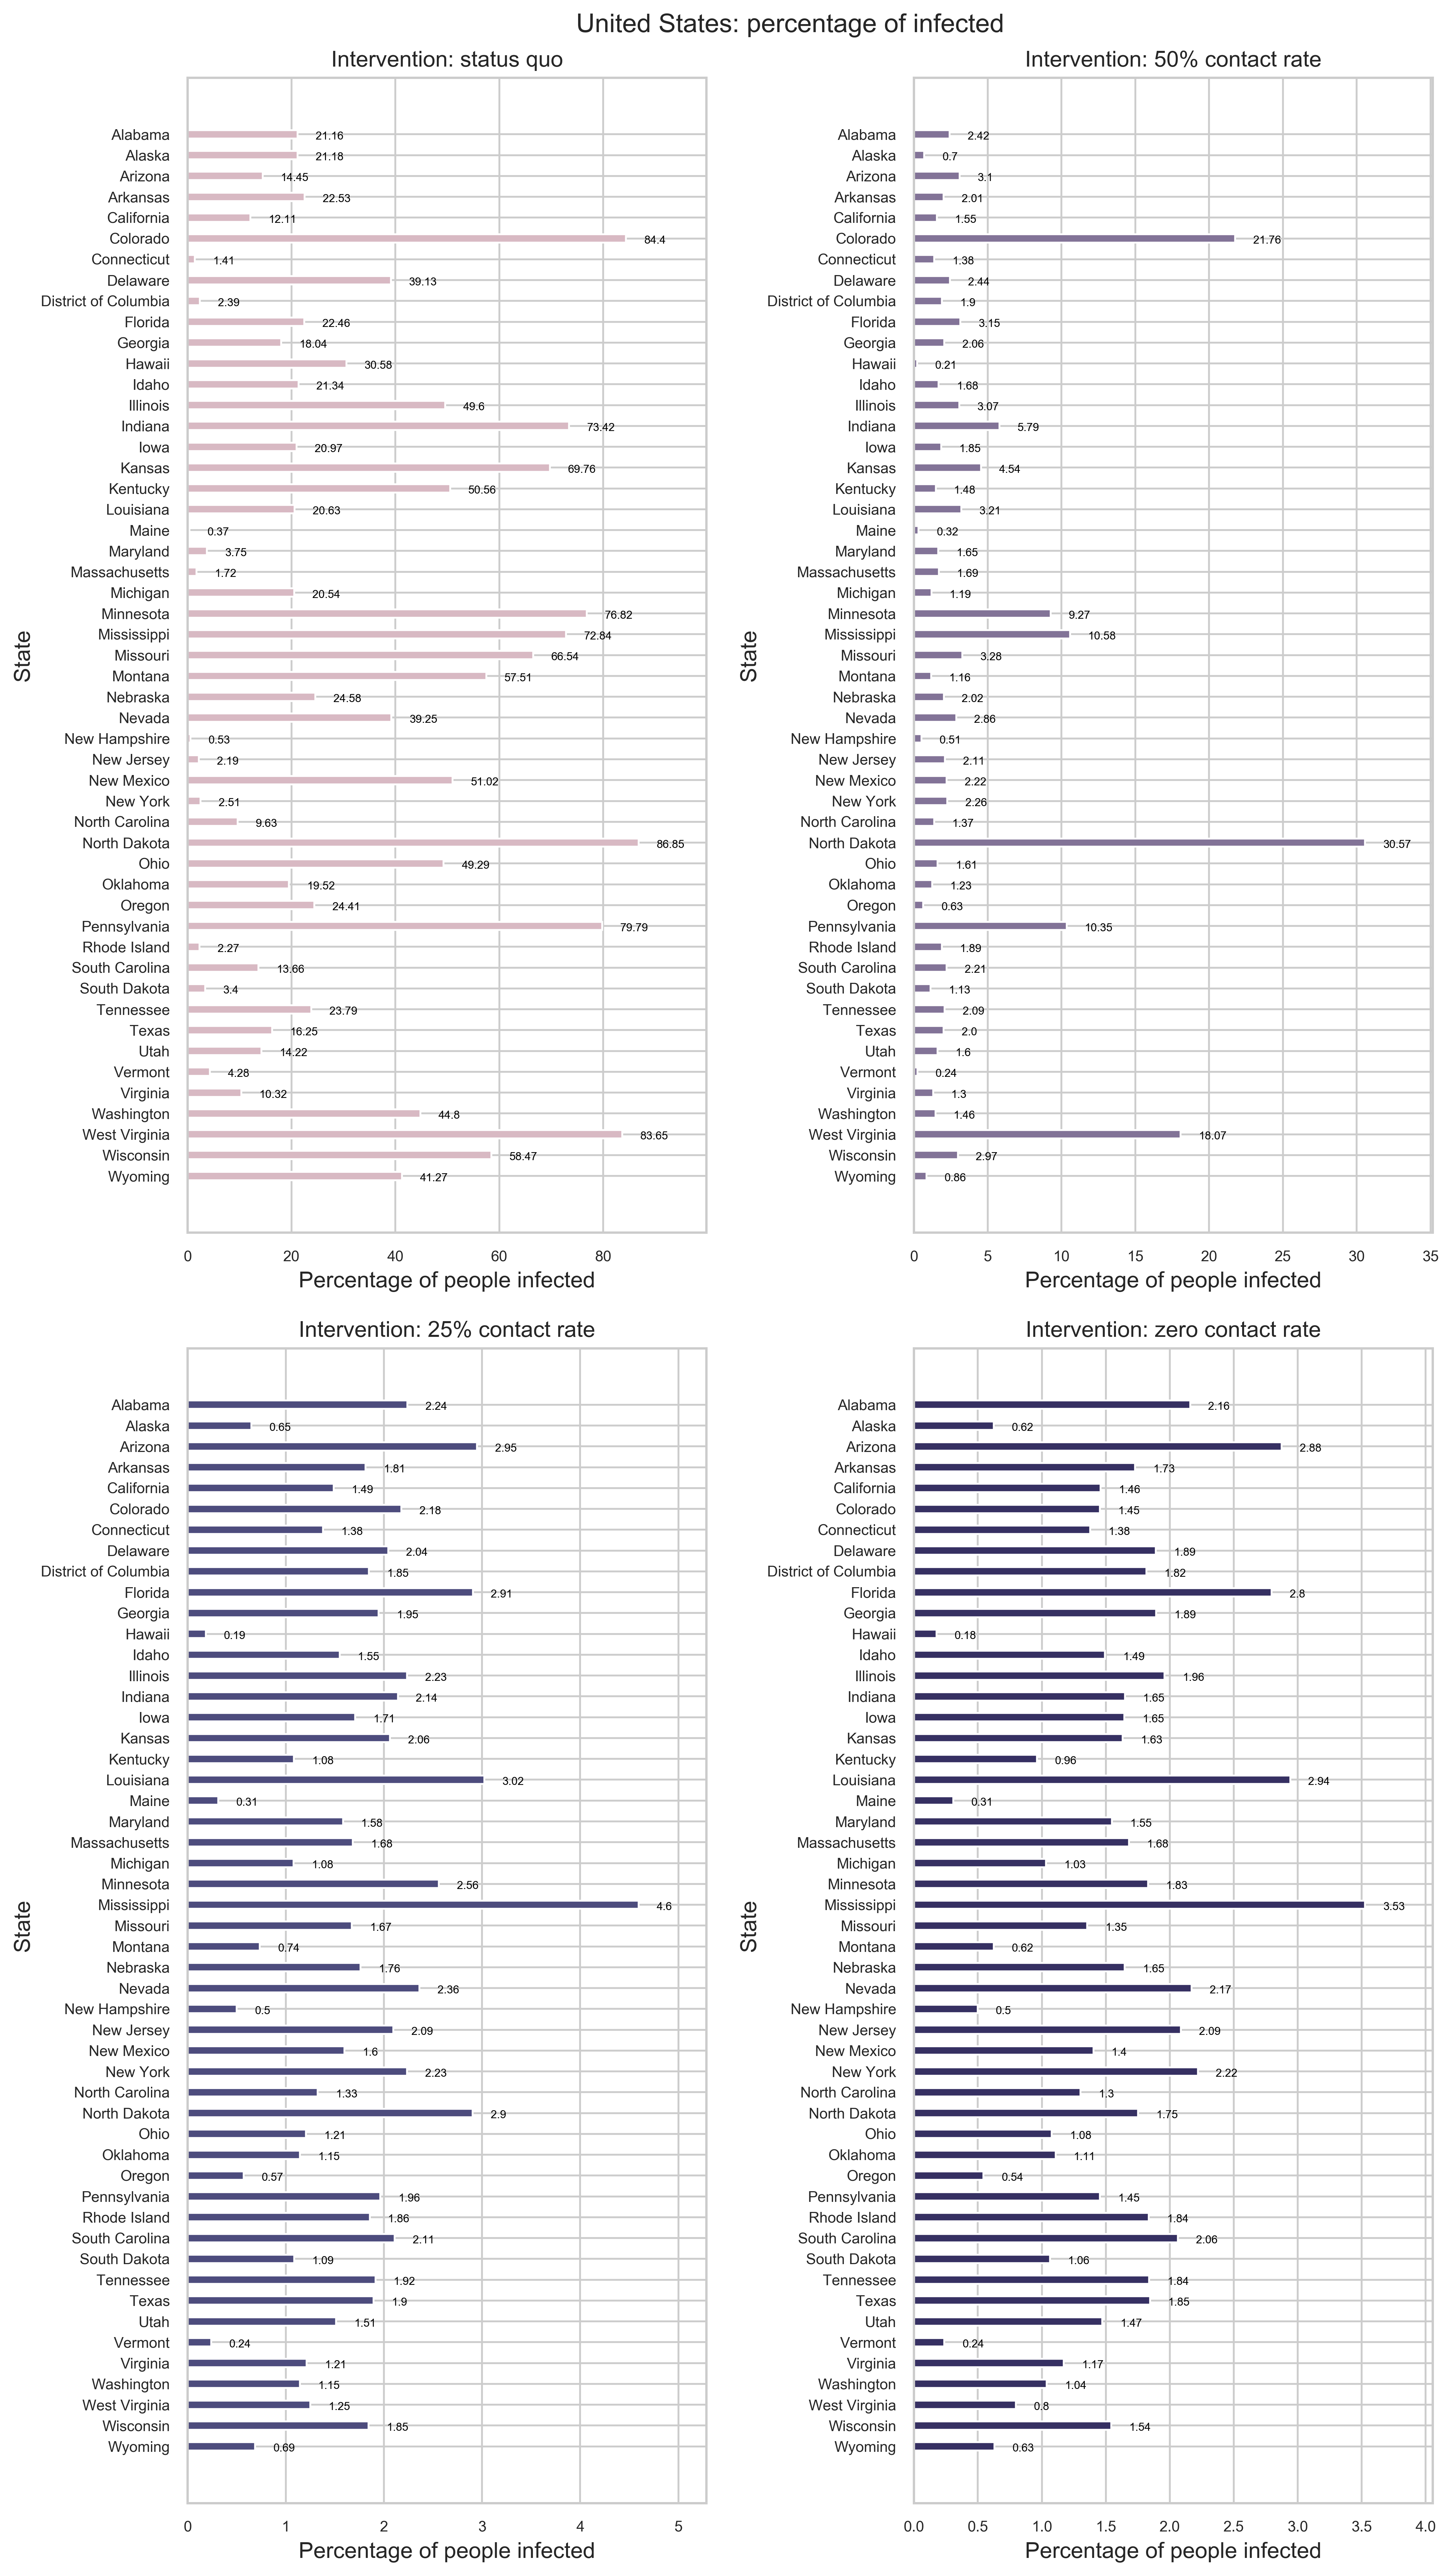 United States: percentage of infected
Intervention: status quo
Alabama 21.16
Alaska 21.18
Arizona 14.45
Arkansas 22.53
California 12.11
Colorado 84.4
Connecticut 1.41
Delaware 39.13
District of Columbia 2.39
Florida 22.46
Georgia 18.04
Hawaii 30.58
Idaho 21.34
Illinois 49.6
Indiana 73.42
Iowa 20.97
Kansas 69.76
Kentucky 50.56
Louisiana 20.63
Maine 0.37
Maryland 3.75
Massachusetts 1.72
Michigan 20.54
Minnesota 76.82
Mississippi 72.84
Missouri 66.54
Montana 57.51
Nebraska 24.58
Nevada 39.25
New Hampshire 0.53
New Jersey 2.19
New Mexico 51.02
New York 2.51
North Carolina 9.63
North Dakota 86.85
Ohio 49.29
Oklahoma 19.52
Oregon 24.41
Pennsylvania 79.79
Rhode Island 2.27
South Carolina 13.66
South Dakota 3.4
Tennessee 23.79
Texas 16.25
Utah 14.22
Vermont 4.28
Virginia 10.32
Washington 44.8
West Virginia 83.65
Wisconsin 58.47
Wyoming 41.27
State
0 20 40 60 80
Percentage of people infected
Intervention: 50% contact rate
Alabama 2.42
Alaska 0.7
Arizona 3.1
Arkansas 2.01
California 1.55
Colorado 21.76
Connecticut 1.38
Delaware 2.44
District of Columbia 1.9
Florida 3.15
Georgia 2.06
Hawaii 0.21
Idaho 1.68
Illinois 3.07
Indiana 5.79
Iowa 1.85
Kansas 4.54
Kentucky 1.48
Louisiana 3.21
Maine 0.32
Maryland 1.65
Massachusetts 1.69
Michigan 1.19
Minnesota 9.27
Mississippi 10.58
Missouri 3.28
Montana 1.16
Nebraska 2.02
Nevada 2.86
New Hampshire 0.51
New Jersey 2.11
New Mexico 2.22
New York 2.26
North Carolina 1.37
North Dakota 30.57
Ohio 1.61
Oklahoma 1.23
Oregon 0.63
Pennsylvania 10.35
Rhode Island 1.89
South Carolina 2.21
South Dakota 1.13
Tennessee 2.09
Texas 2.0
Utah 1.6
Vermont 0.24
Virginia 1.3
Washington 1.46
West Virginia 18.07
Wisconsin 2.97
Wyoming 0.86
State
0 5 10 15 20 25 30 35
Percentage of people infected
Intervention: 25% contact rate
Alabama 2.24
Alaska 0.65
Arizona 2.95
Arkansas 1.81
California 1.49
Colorado 2.18
Connecticut 1.38
Delaware 2.04
District of Columbia 1.85
Florida 2.91
Georgia 1.95
Hawaii 0.19
Idaho 1.55
Illinois 2.23
Indiana 2.14
Iowa 1.71
Kansas 2.06
Kentucky 1.08
Louisiana 3.02
Maine 0.31
Maryland 1.58
Massachusetts 1.68
Michigan 1.08
Minnesota 2.56
Mississippi 4.6
Missouri 1.67
Montana 0.74
Nebraska 1.76
Nevada 2.36
New Hampshire 0.5
New Jersey 2.09
New Mexico 1.6
New York 2.23
North Carolina 1.33
North Dakota 2.9
Ohio 1.21
Oklahoma 1.15
Oregon 0.57
Pennsylvania 1.96
Rhode Island 1.86
South Carolina 2.11
South Dakota 1.09
Tennessee 1.92
Texas 1.9
Utah 1.51
Vermont 0.24
Virginia 1.21
Washington 1.15
West Virginia 1.25
Wisconsin 1.85
Wyoming 0.69
State
0 1 2 3 4 5
Percentage of people infected
Intervention: zero contact rate
Alabama 2.16
Alaska 0.62
Arizona 2.88
Arkansas 1.73
California 1.46
Colorado 1.45
Connecticut 1.38
Delaware 1.89
District of Columbia 1.82
Florida 2.8
Georgia 1.89
Hawaii 0.18
Idaho 1.49
Illinois 1.96
Indiana 1.65
Iowa 1.65
Kansas 1.63
Kentucky 0.96
Louisiana 2.94
Maine 0.31
Maryland 1.55
Massachusetts 1.68
Michigan 1.03
Minnesota 1.83
Mississippi 3.53
Missouri 1.35
Montana 0.62
Nebraska 1.65
Nevada 2.17
New Hampshire 0.5
New Jersey 2.09
New Mexico 1.4
New York 2.22
North Carolina 1.3
North Dakota 1.75
Ohio 1.08
Oklahoma 1.11
Oregon 0.54
Pennsylvania 1.45
Rhode Island 1.84
South Carolina 2.06
South Dakota 1.06
Tennessee 1.84
Texas 1.85
Utah 1.47
Vermont 0.24
Virginia 1.17
Washington 1.04
West Virginia 0.8
Wisconsin 1.54
Wyoming 0.63
State
0.0 0.5 1.0 1.5 2.0 2.5 3.0 3.5 4.0
Percentage of people infected